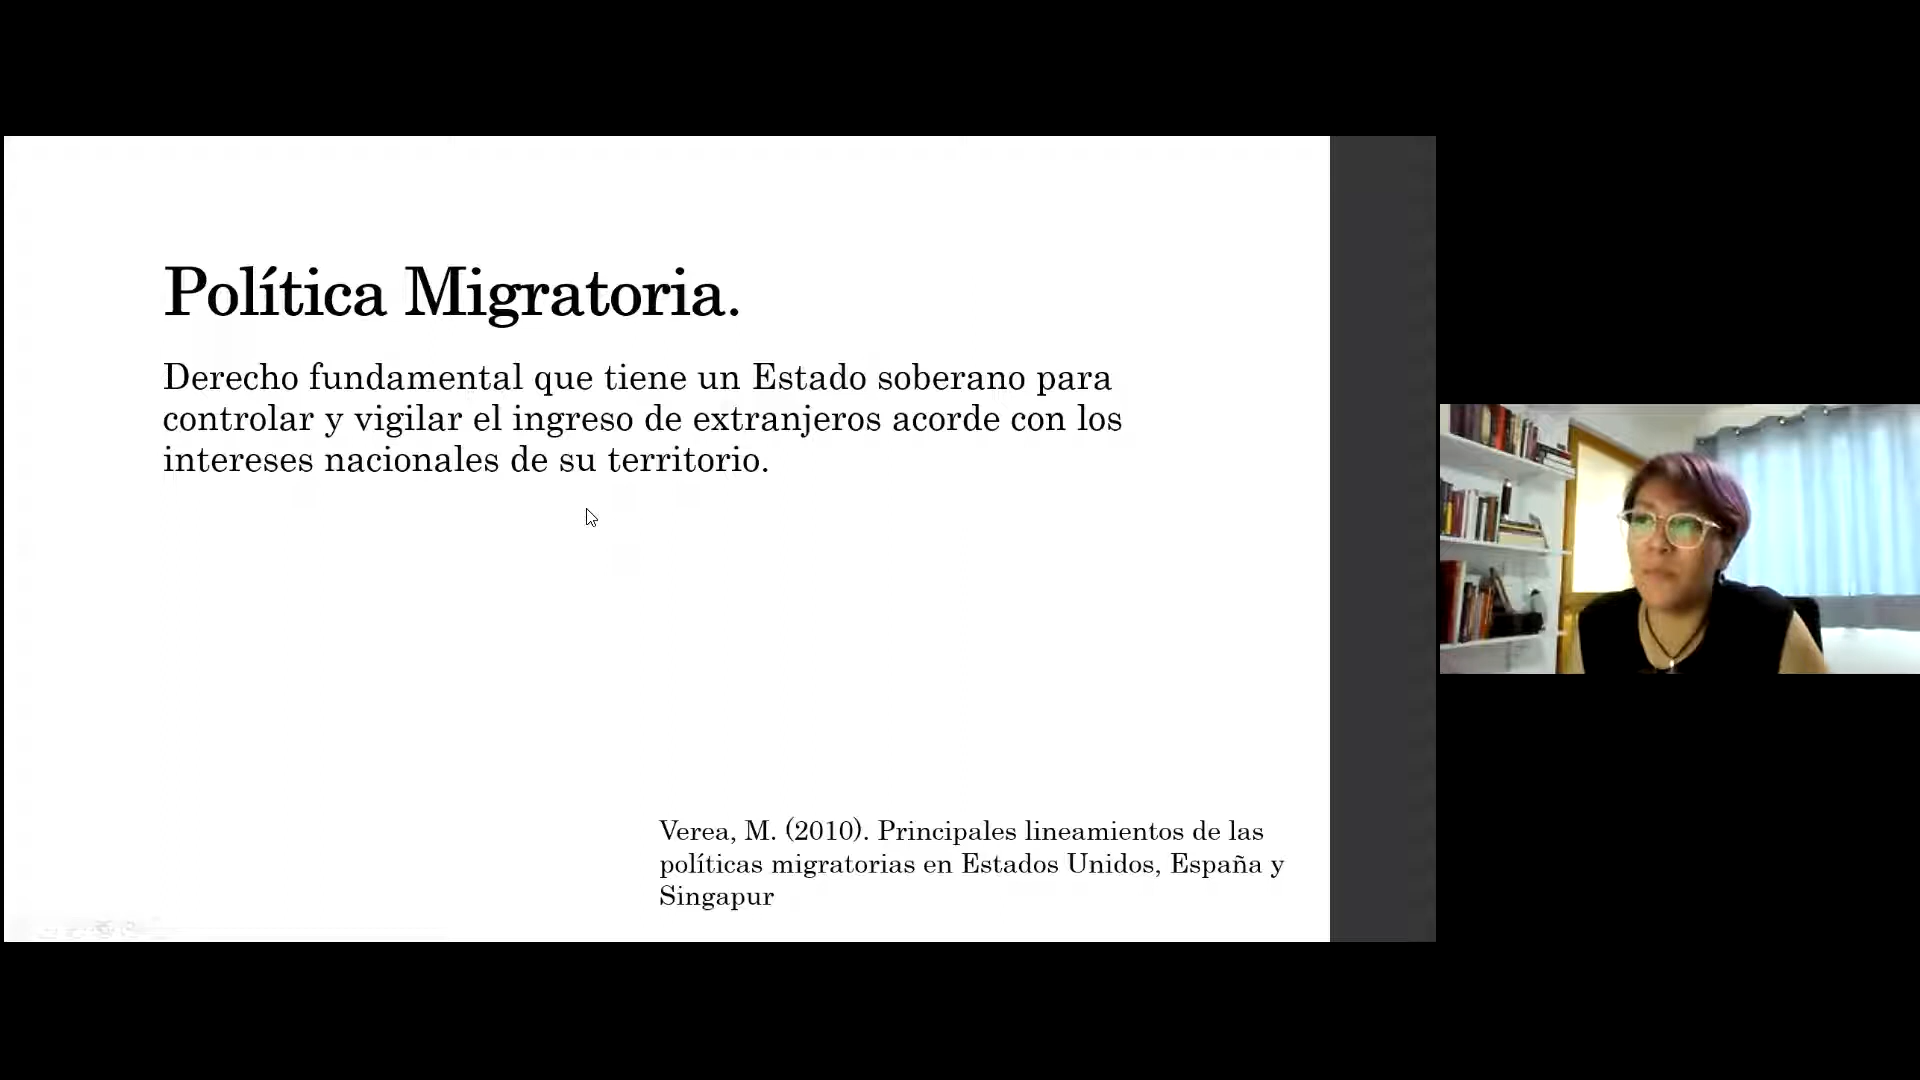 Política Migratoria.
Derecho fundamental que tiene un Estado soberano para
controlar y vigilar el ingreso de extranjeros acorde con los
intereses nacionales de su territorio.
Verea, M. (2010). Principales lineamientos de las
políticas migratorias en Estados Unidos, España y
Singapur